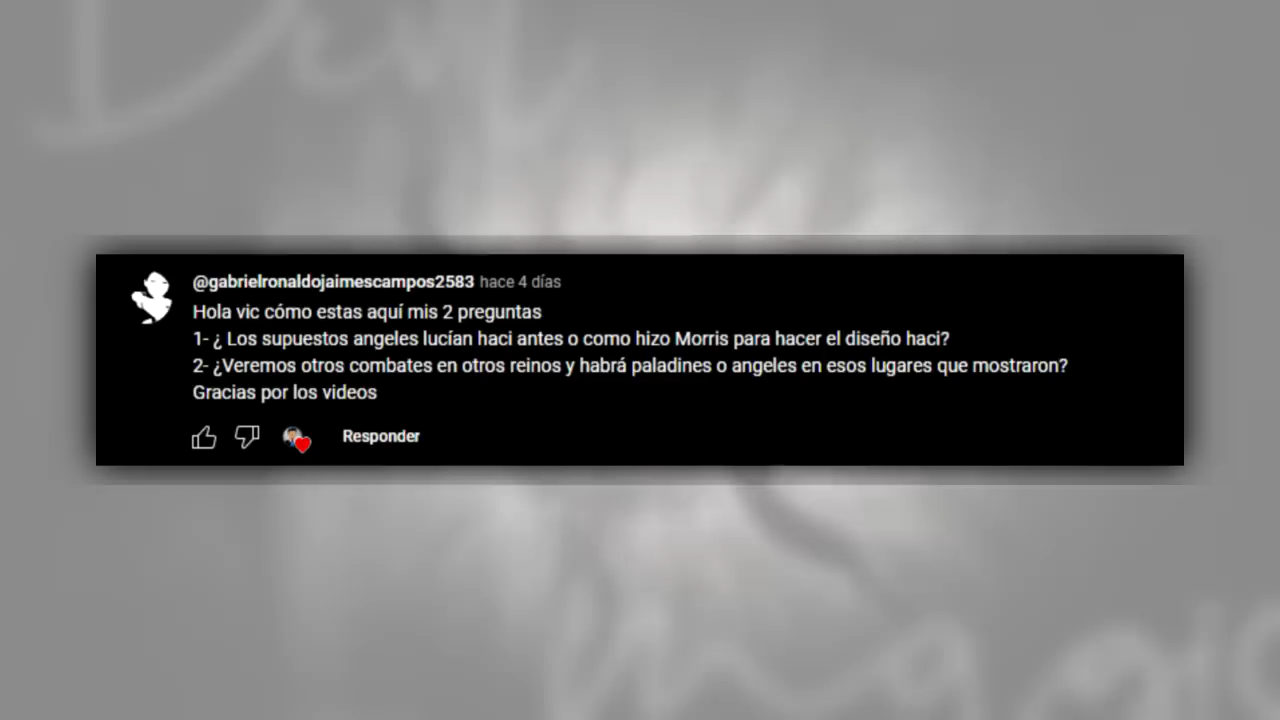 @gabrielronaldojaimescampos2583 hace 4 días
Hola vic cómo estas aquí mis 2 preguntas
1- ¿ Los supuestos angeles lucían haci antes o como hizo Morris para hacer el diseño haci?
2- ¿Veremos otros combates en otros reinos y habrá paladines o angeles en esos lugares que mostraron?
Gracias por los videos
Responder